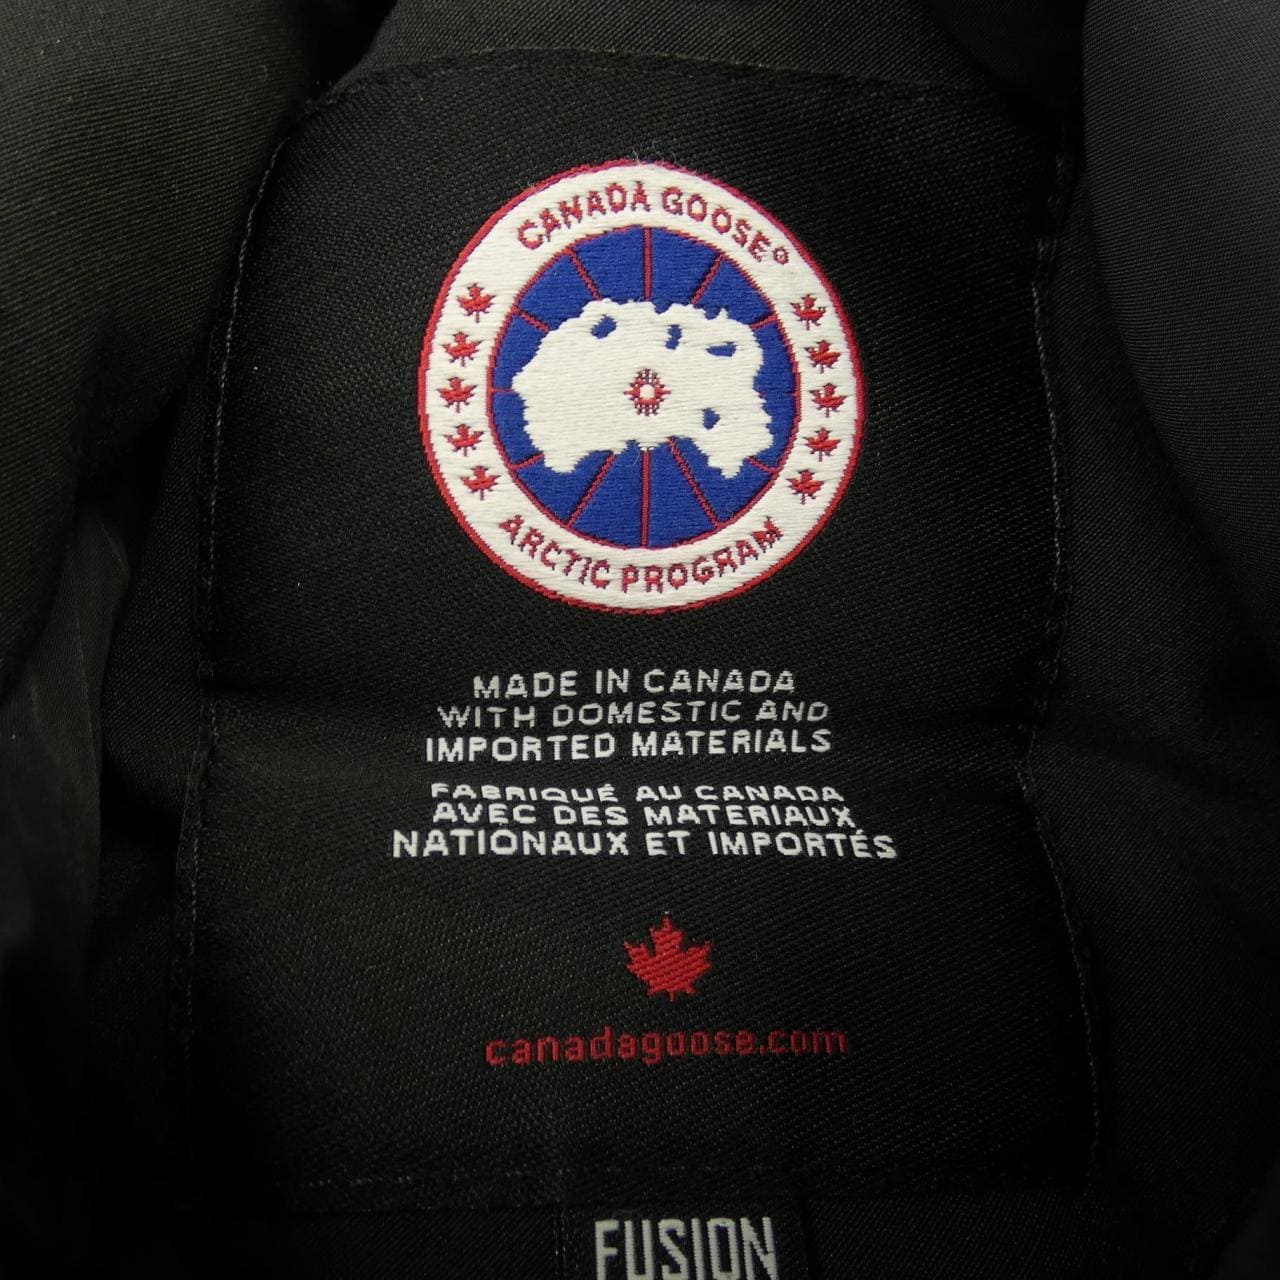 CANADA GOOSE®
ARCTIC PROGRAM
MADE IN CANADA
WITH DOMESTIC AND
IMPORTED MATERIALS
FABRIQUÉ AU CANADA
AVEC DES MATERIAUX
NATIONAUX ET IMPORTÉS
canadagoose.com
FUSION